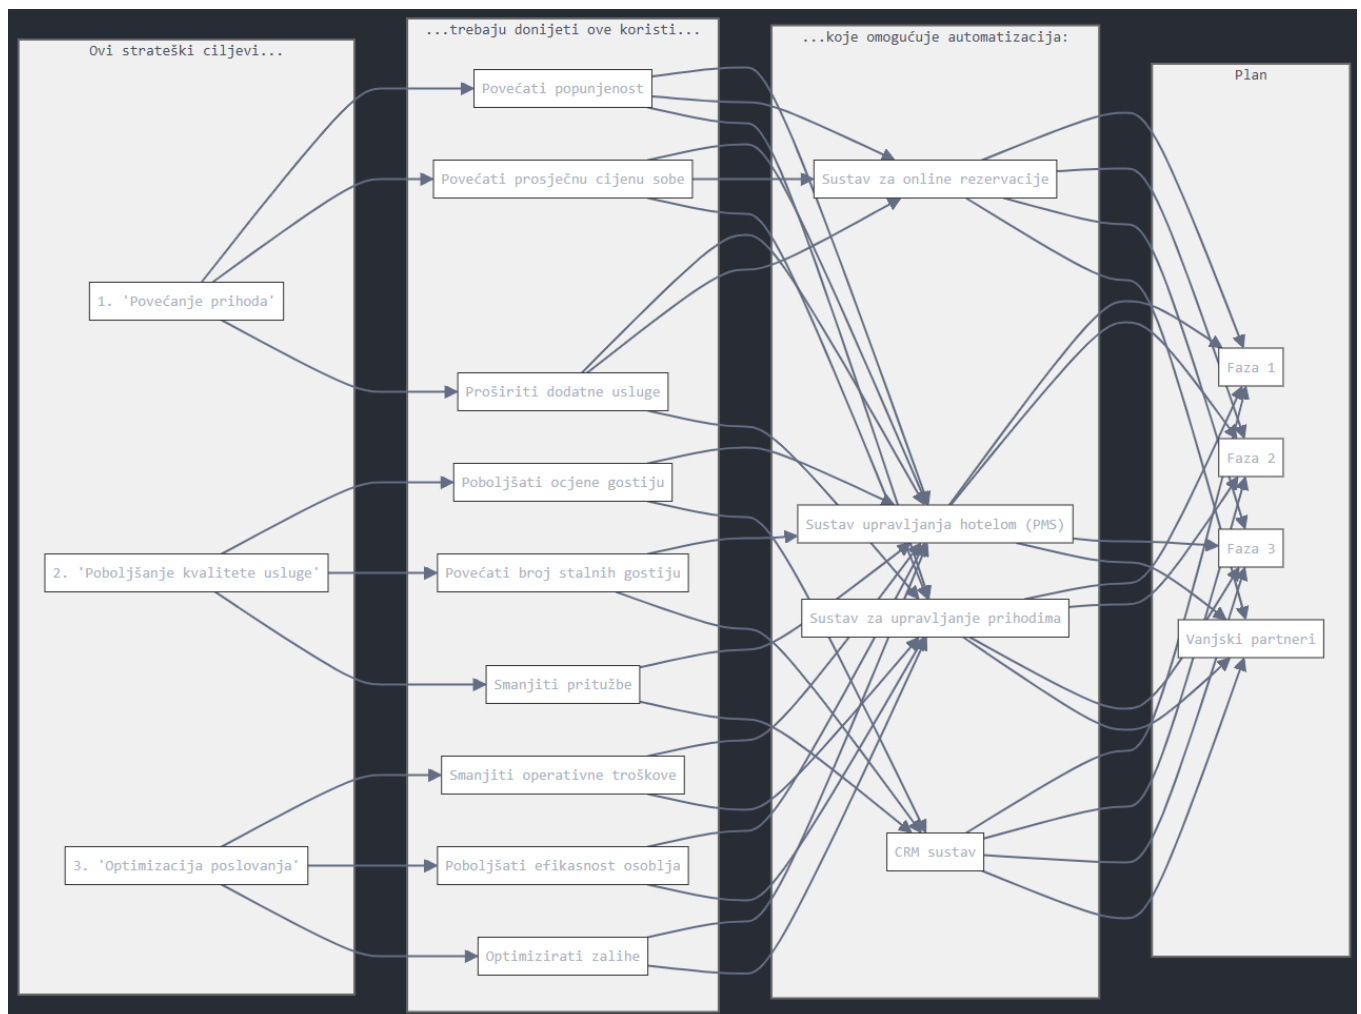 Ovi strateški ciljevi...
1. 'Povećanje prihoda'
2. 'Poboljšanje kvalitete usluge'
3. 'Optimizacija poslovanja'
...trebaju donijeti ove koristi...
Povećati popunjenost
Povećati prosječnu cijenu sobe
Proširiti dodatne usluge
Poboljšati ocjene gostiju
Povećati broj stalnih gostiju
Smanjiti pritužbe
Smanjiti operativne troškove
Poboljšati efikasnost osoblja
Optimizirati zalihe
...koje omogućuje automatizacija:
Sustav za online rezervacije
Sustav upravljanja hotelom (PMS)
Sustav za upravljanje prihodima
CRM sustav
Plan
Faza 1
Faza 2
Faza 3
Vanjski partneri